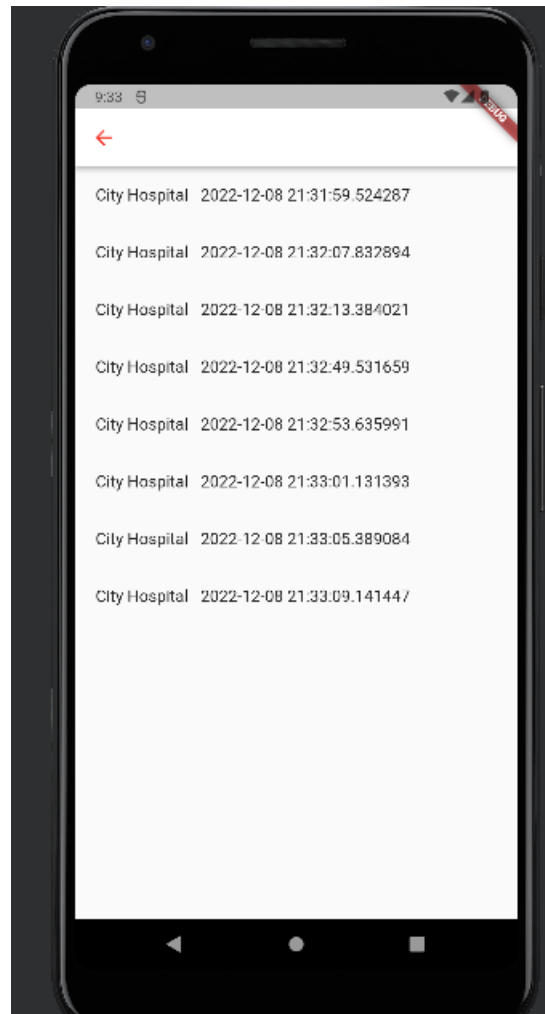 9:33
DEBUG
City Hospital 2022-12-08 21:31:59.524287
City Hospital 2022-12-08 21:32:07.832894
City Hospital 2022-12-08 21:32:13.384021
City Hospital 2022-12-08 21:32:49.531659
City Hospital 2022-12-08 21:32:53.635991
City Hospital 2022-12-08 21:33:01.131393
City Hospital 2022-12-08 21:33:05.389084
City Hospital 2022-12-08 21:33:09.141447